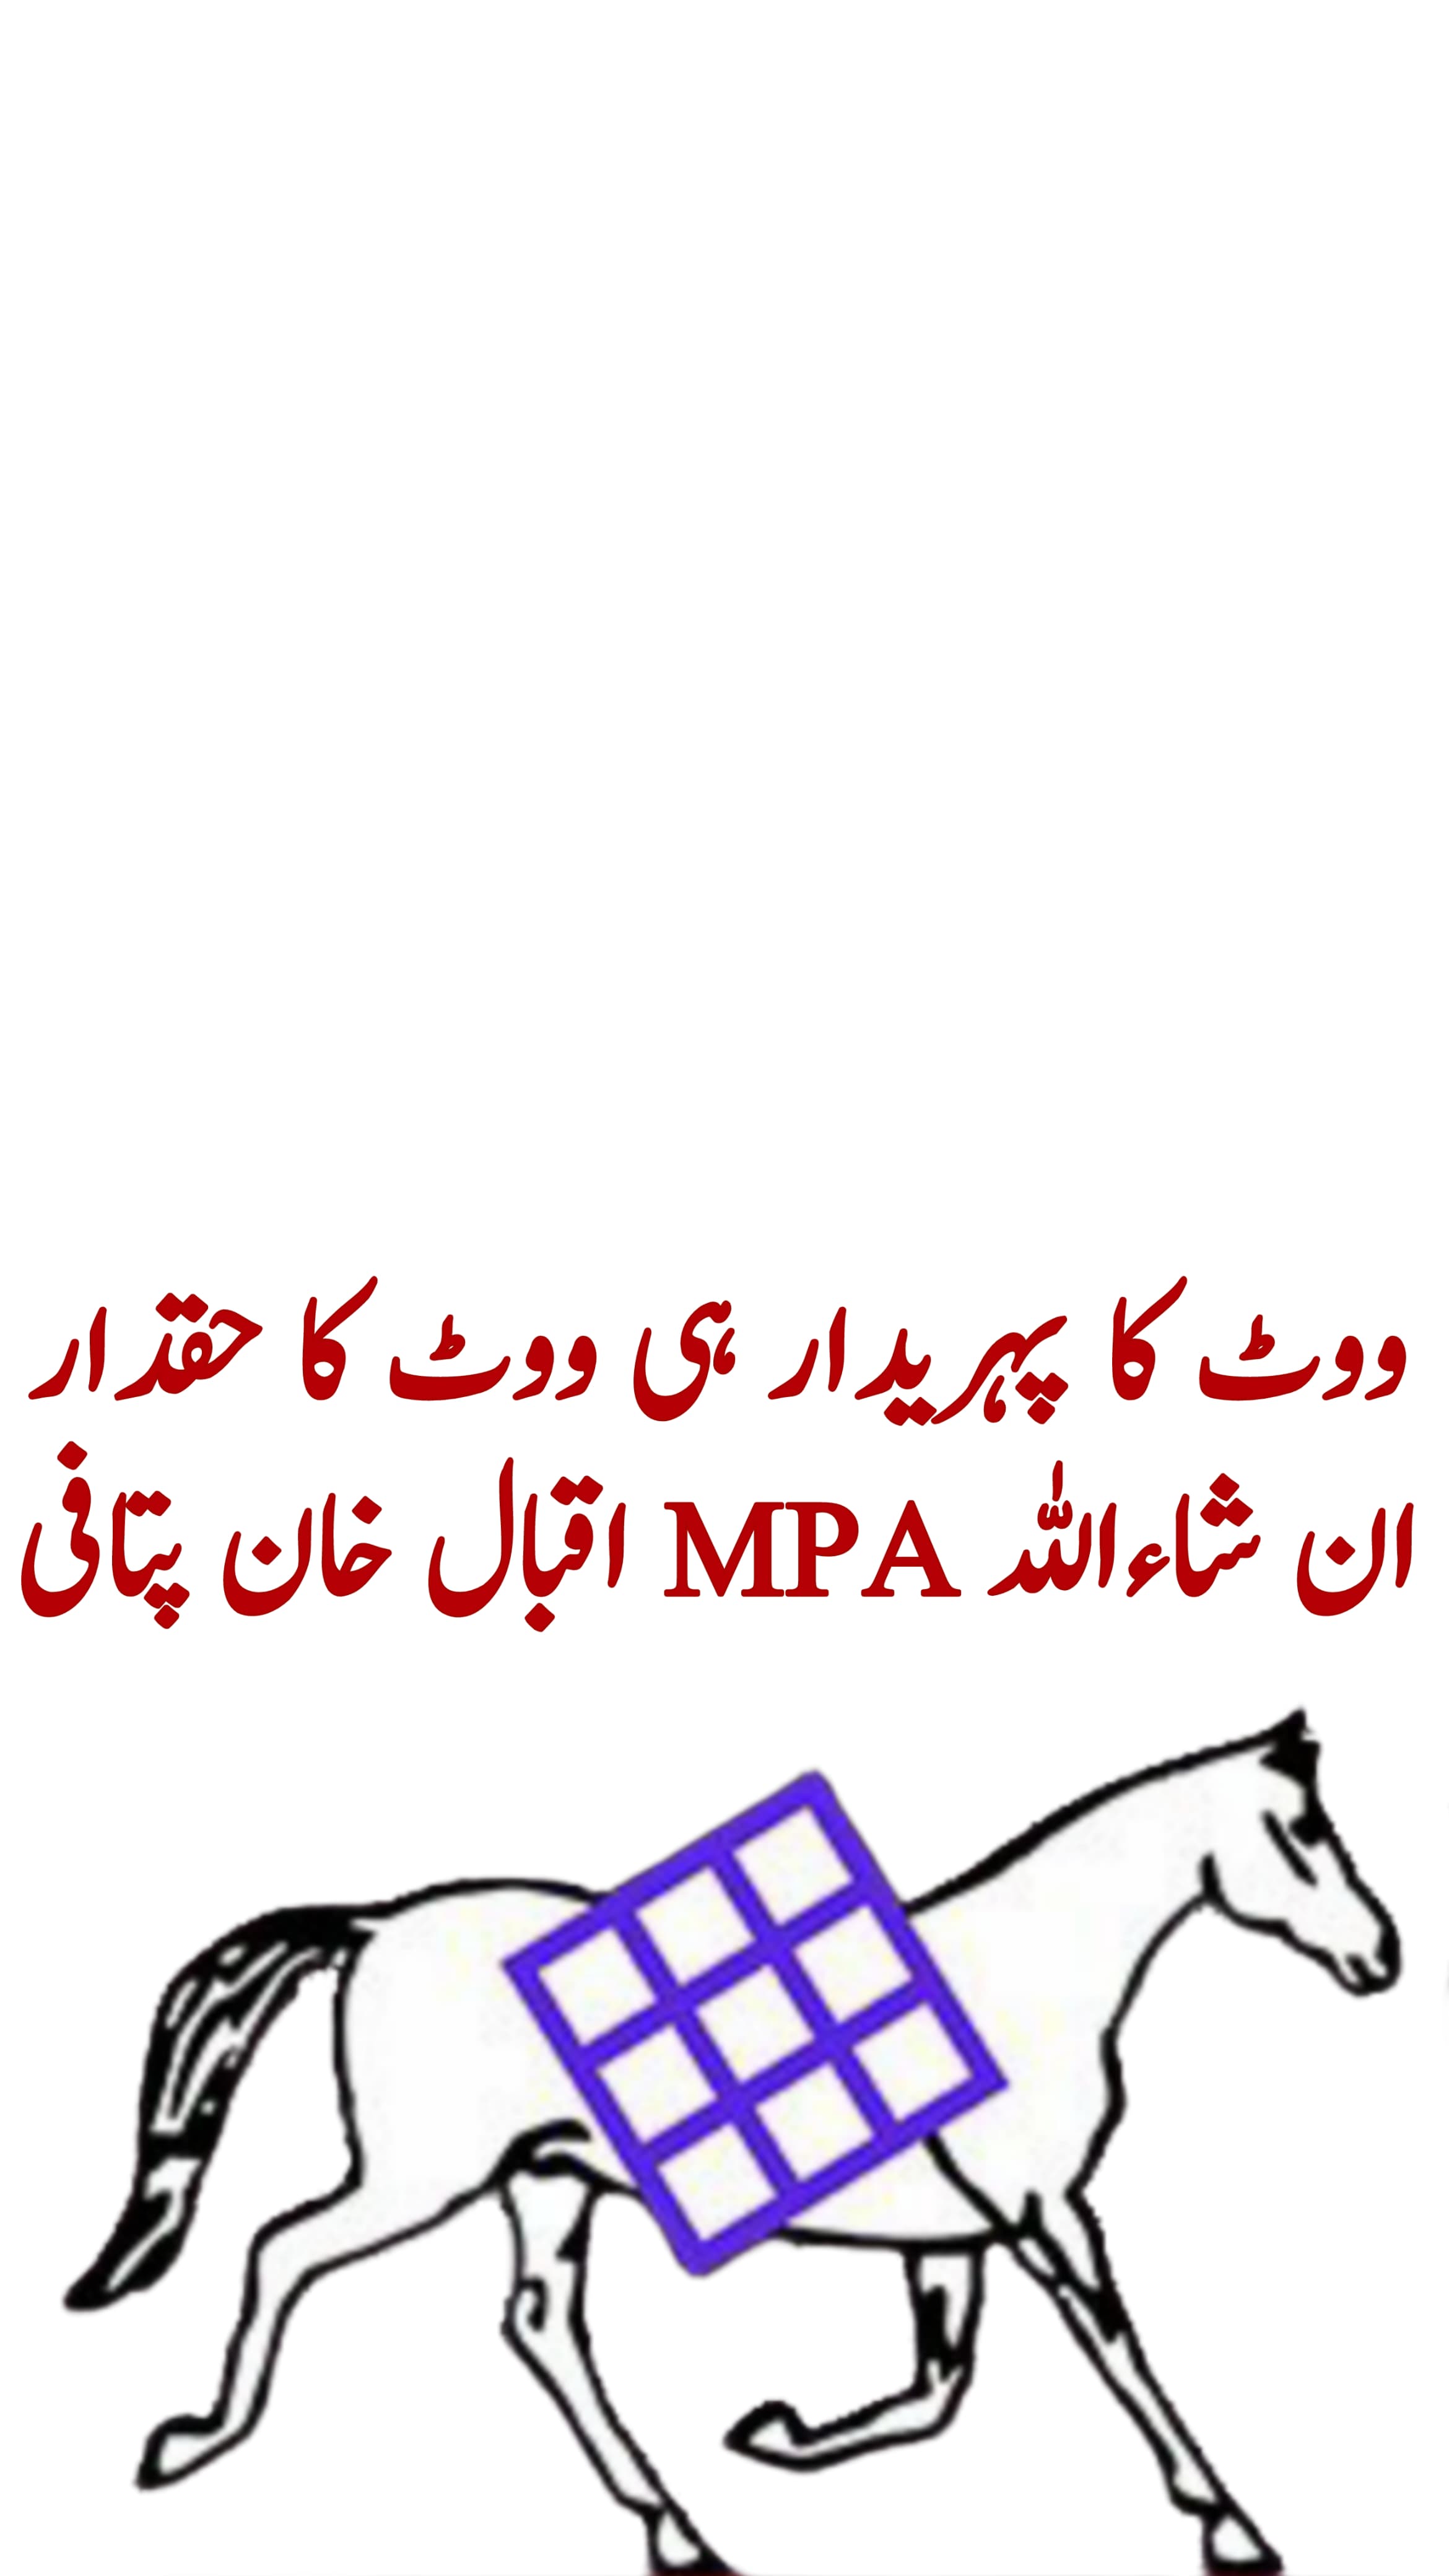 ووٹ کا پہریدار ہی ووٹ کا حقدار
ان شاءاللہ MPA اقبال خان پتافی